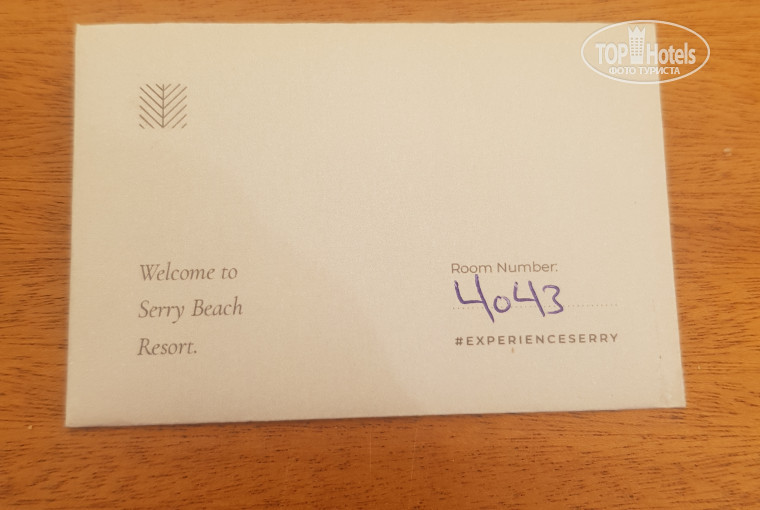 TOP Hotels
ФОТО ТУРИСТА
Welcome to
Serry Beach
Resort.
Room Number:
4043
#EXPERIENCESERRY